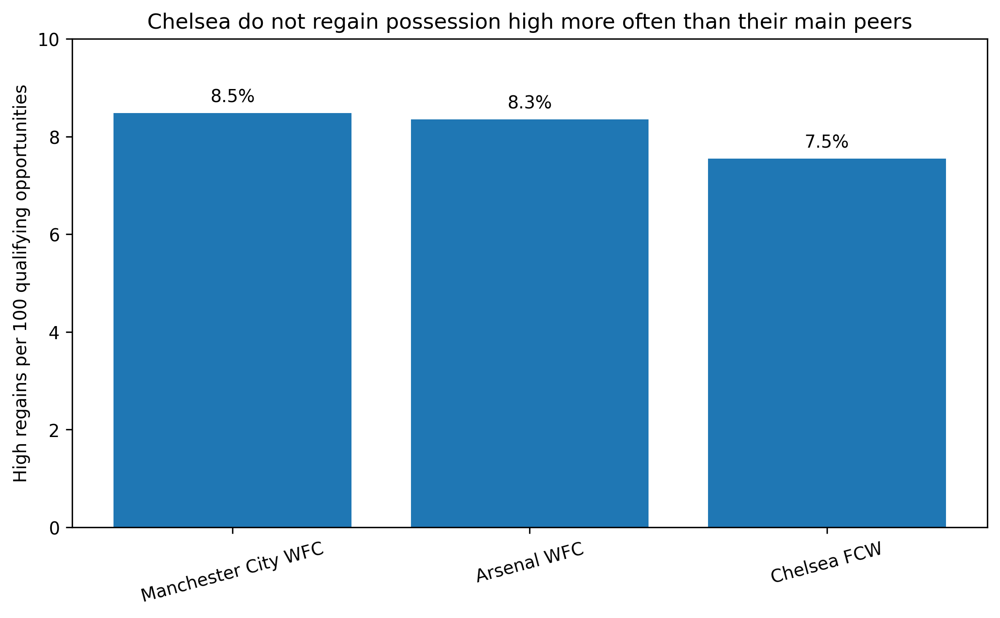 Chelsea do not regain possession high more often than their main peers
High regains per 100 qualifying opportunities
10
8
6
4
2
0
8.5%
8.3%
7.5%
Manchester City WFC
Arsenal WFC
Chelsea FCW